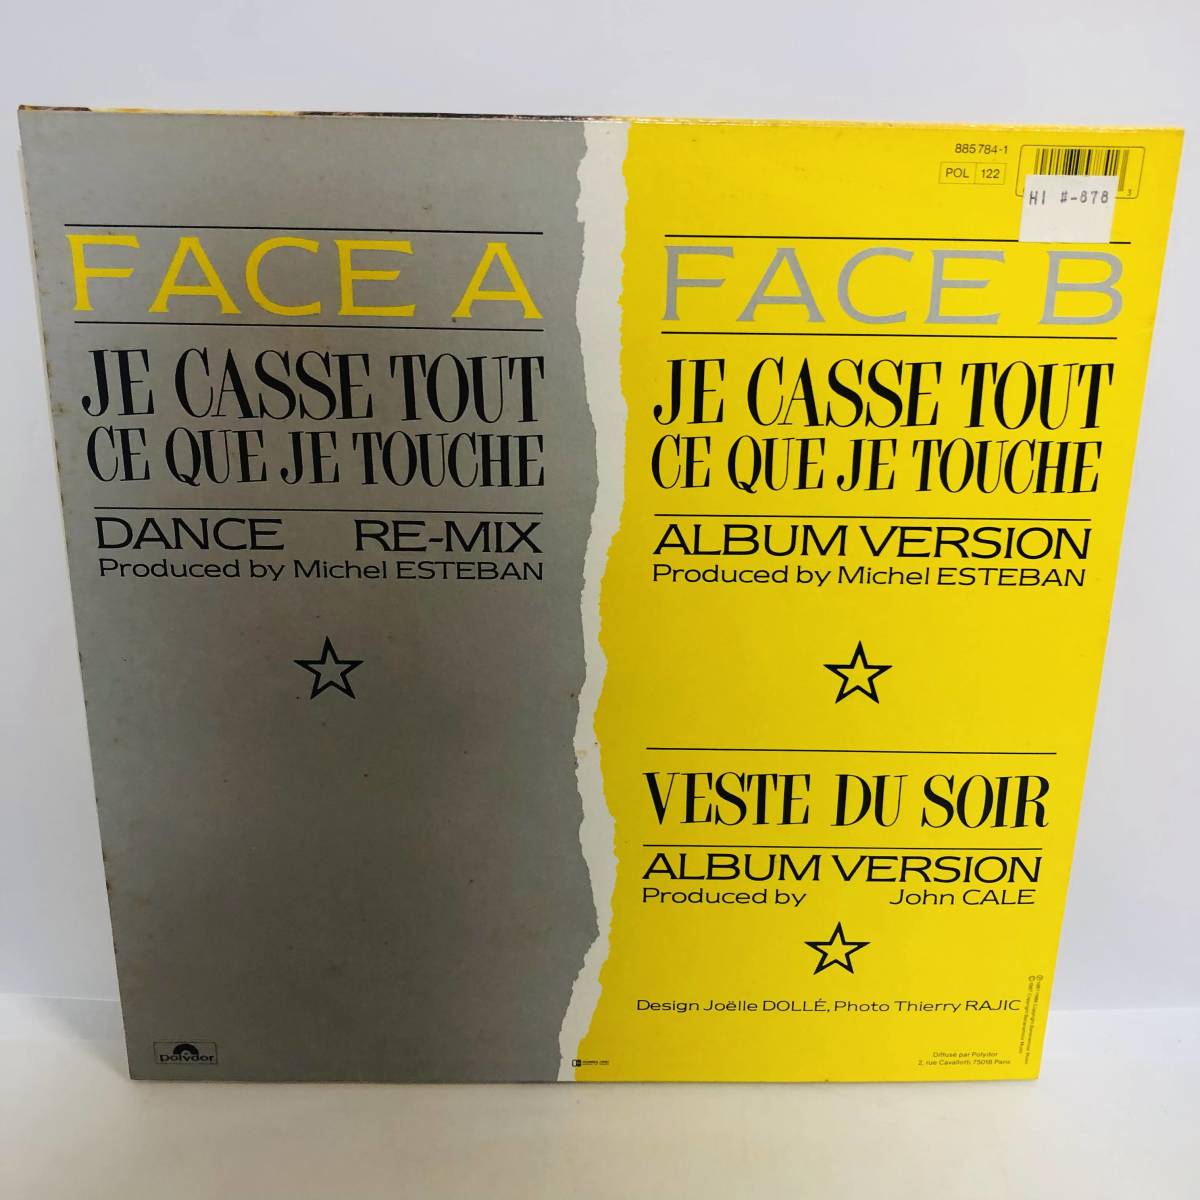 FACE A
JE CASSE TOUT
CE QUE JE TOUCHE
DANCE RE-MIX
Produced by Michel ESTEBAN
Polydor
885 784-1
POL 122
HI #-878
FACE B
JE CASSE TOUT
CE QUE JE TOUCHE
ALBUM VERSION
Produced by Michel ESTEBAN
VESTE DU SOIR
ALBUM VERSION
Produced by John CALE
Design Joëlle DOLLÉ, Photo Thierry RAJIC
Diffusé par Polydor
2, rue Cavallotti, 75018 Paris